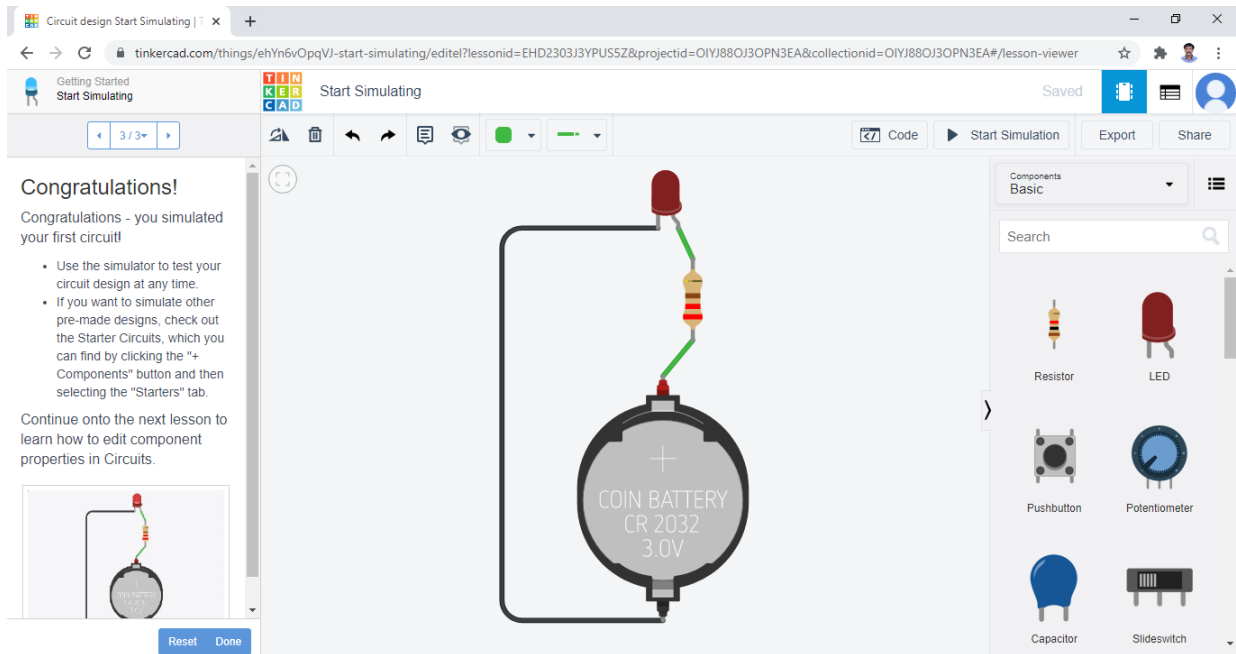 Circuit design Start Simulating | T
tinkercad.com/things/ehYn6vOpqVJ-start-simulating/editel?lessonid=EHD2303J3YPUS5Z&projectid=OIYJ88OJ3OPN3EA&collectionid=OIYJ88OJ3OPN3EA#/lesson-viewer
Getting Started
Start Simulating
TIN
KER
CAD
Start Simulating
Saved
3 / 3
Code
Start Simulation
Export
Share
Congratulations!
Congratulations - you simulated
your first circuit!
Use the simulator to test your
circuit design at any time.
If you want to simulate other
pre-made designs, check out
the Starter Circuits, which you
can find by clicking the "+
Components" button and then
selecting the "Starters" tab.
Continue onto the next lesson to
learn how to edit component
properties in Circuits.
Reset
Done
COIN BATTERY
CR 2032
3.0V
Components
Basic
Search
Resistor
LED
Pushbutton
Potentiometer
Capacitor
Slideswitch